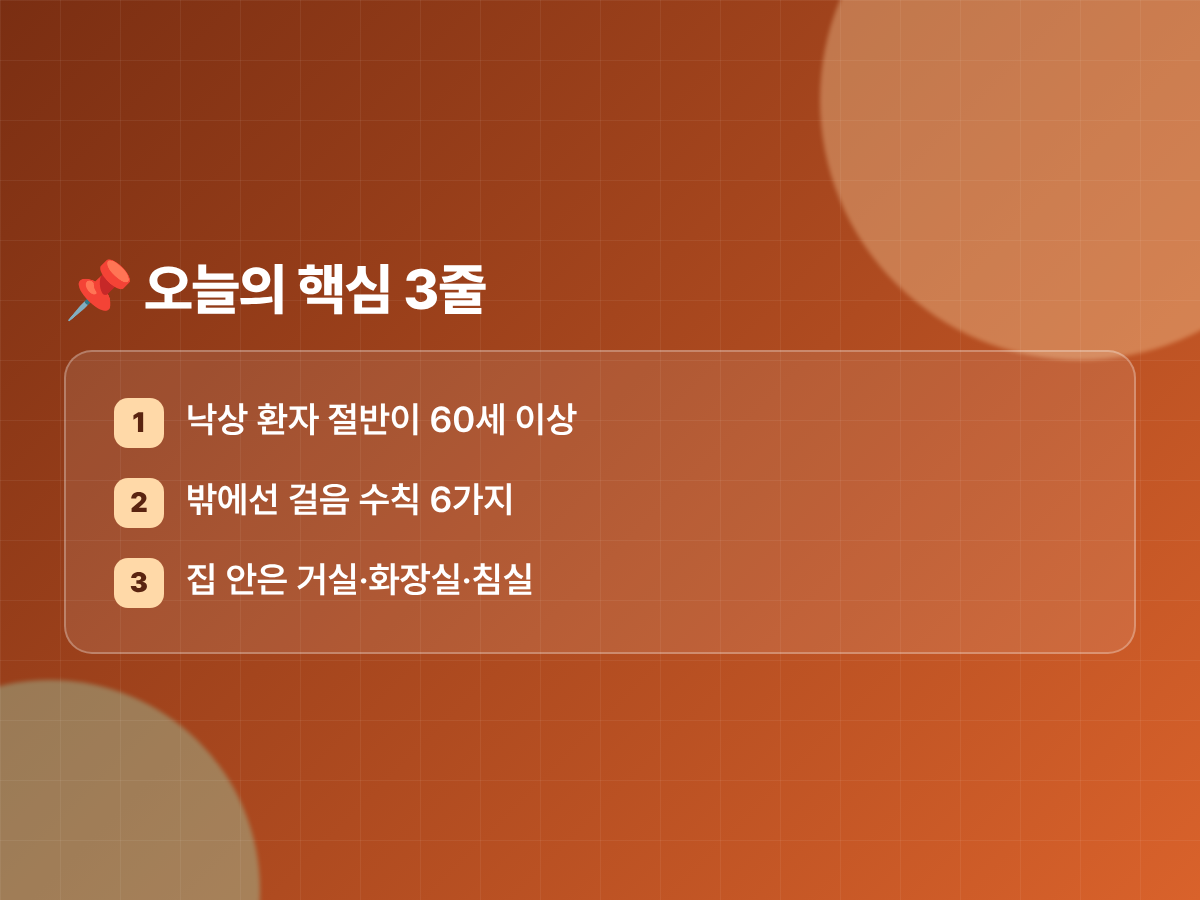 📌 오늘의 핵심 3줄
1 낙상 환자 절반이 60세 이상
2 밖에선 걸음 수칙 6가지
3 집 안은 거실·화장실·침실